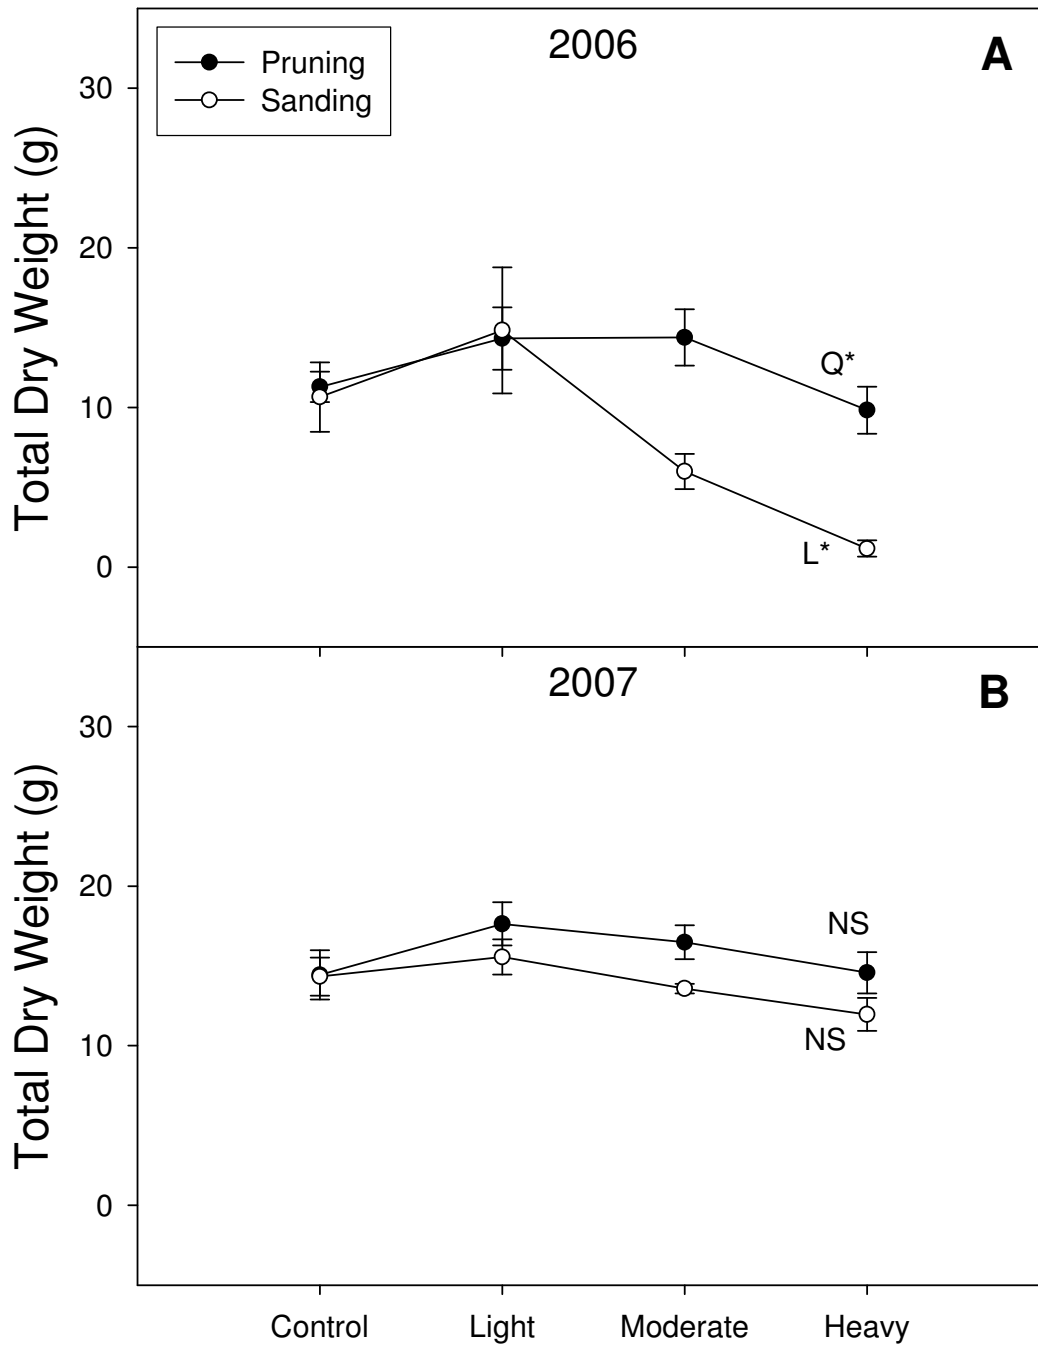 2006
A
Pruning
Sanding
Total Dry Weight (g)
30
20
10
0
Q*
L*
2007
B
Total Dry Weight (g)
30
20
10
0
NS
NS
Control Light Moderate Heavy